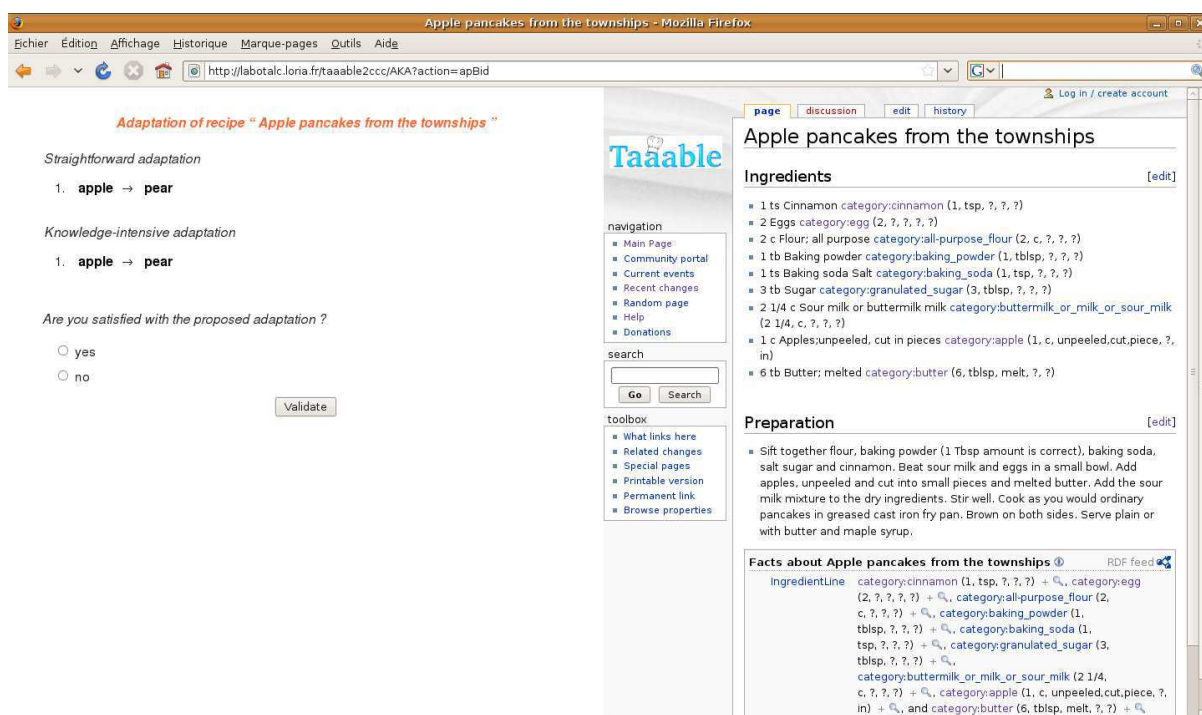 Apple pancakes from the townships - Mozilla Firefox
Fichier Édition Affichage Historique Marque-pages Outils Aide
http://labotalc.loria.fr/taaable2ccc/AKA?action=apBid
G
Adaptation of recipe “ Apple pancakes from the townships ”
Straightforward adaptation
1. apple → pear
Knowledge-intensive adaptation
1. apple → pear
Are you satisfied with the proposed adaptation ?
yes
no
Validate
Taaable
navigation
Main Page
Community portal
Current events
Recent changes
Random page
Help
Donations
search
Go Search
toolbox
What links here
Related changes
Special pages
Printable version
Permanent link
Browse properties
Log in / create account
page discussion edit history
Apple pancakes from the townships
Ingredients [edit]
1 ts Cinnamon category:cinnamon (1, tsp, ?, ?, ?)
2 Eggs category:egg (2, ?, ?, ?, ?)
2 c Flour; all purpose category:all-purpose_flour (2, c, ?, ?, ?)
1 tb Baking powder category:baking_powder (1, tblsp, ?, ?, ?)
1 ts Baking soda Salt category:baking_soda (1, tsp, ?, ?, ?)
3 tb Sugar category:granulated_sugar (3, tblsp, ?, ?, ?)
2 1/4 c Sour milk or buttermilk milk category:buttermilk_or_milk_or_sour_milk
(2 1/4, c, ?, ?, ?)
1 c Apples;unpeeled, cut in pieces category:apple (1, c, unpeeled,cut,piece, ?,
in)
6 tb Butter; melted category:butter (6, tblsp, melt, ?, ?)
Preparation [edit]
Sift together flour, baking powder (1 Tbsp amount is correct), baking soda,
salt sugar and cinnamon. Beat sour milk and eggs in a small bowl. Add
apples, unpeeled and cut into small pieces and melted butter. Add the sour
milk mixture to the dry ingredients. Stir well. Cook as you would ordinary
pancakes in greased cast iron fry pan. Brown on both sides. Serve plain or
with butter and maple syrup.
Facts about Apple pancakes from the townships RDF feed
IngredientLine category:cinnamon (1, tsp, ?, ?, ?) + , category:egg
(2, ?, ?, ?, ?) + , category:all-purpose_flour (2,
c, ?, ?, ?) + , category:baking_powder (1,
tblsp, ?, ?, ?) + , category:baking_soda (1,
tsp, ?, ?, ?) + , category:granulated_sugar (3,
tblsp, ?, ?, ?) + ,
category:buttermilk_or_milk_or_sour_milk (2 1/4,
c, ?, ?, ?) + , category:apple (1, c, unpeeled,cut,piece, ?,
in) + , and category:butter (6, tblsp, melt, ?, ?) +